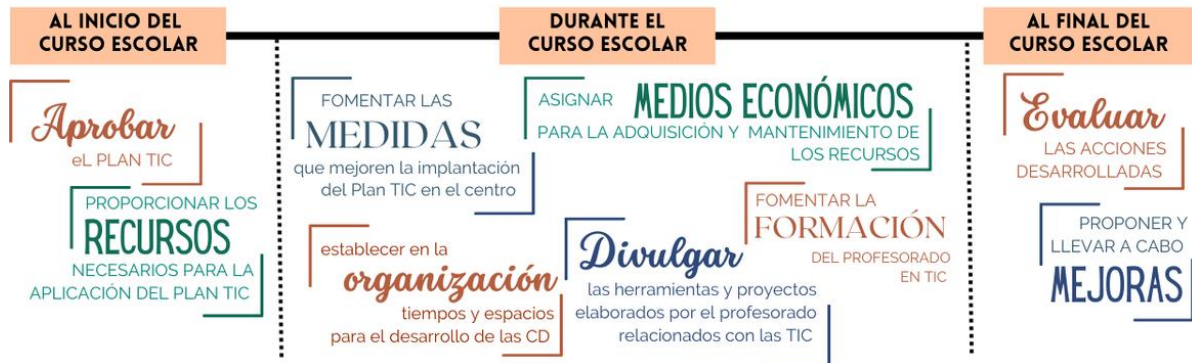 AL INICIO DEL
CURSO ESCOLAR
Aprobar
eL PLAN TIC
PROPORCIONAR LOS
RECURSOS
NECESARIOS PARA LA
APLICACIÓN DEL PLAN TIC
DURANTE EL
CURSO ESCOLAR
FOMENTAR LAS
MEDIDAS
que mejoren la implantación
del Plan TIC en el centro
ASIGNAR MEDIOS ECONÓMICOS
PARA LA ADQUISICIÓN Y MANTENIMIENTO DE
LOS RECURSOS
establecer en la
organización
tiempos y espacios
para el desarrollo de las CD
Divulgar
las herramientas y proyectos
elaborados por el profesorado
relacionados con las TIC
FOMENTAR LA
FORMACIÓN
DEL PROFESORADO
EN TIC
AL FINAL DEL
CURSO ESCOLAR
Evaluar
LAS ACCIONES
DESARROLLADAS
PROPONER Y
LLEVAR A CABO
MEJORAS